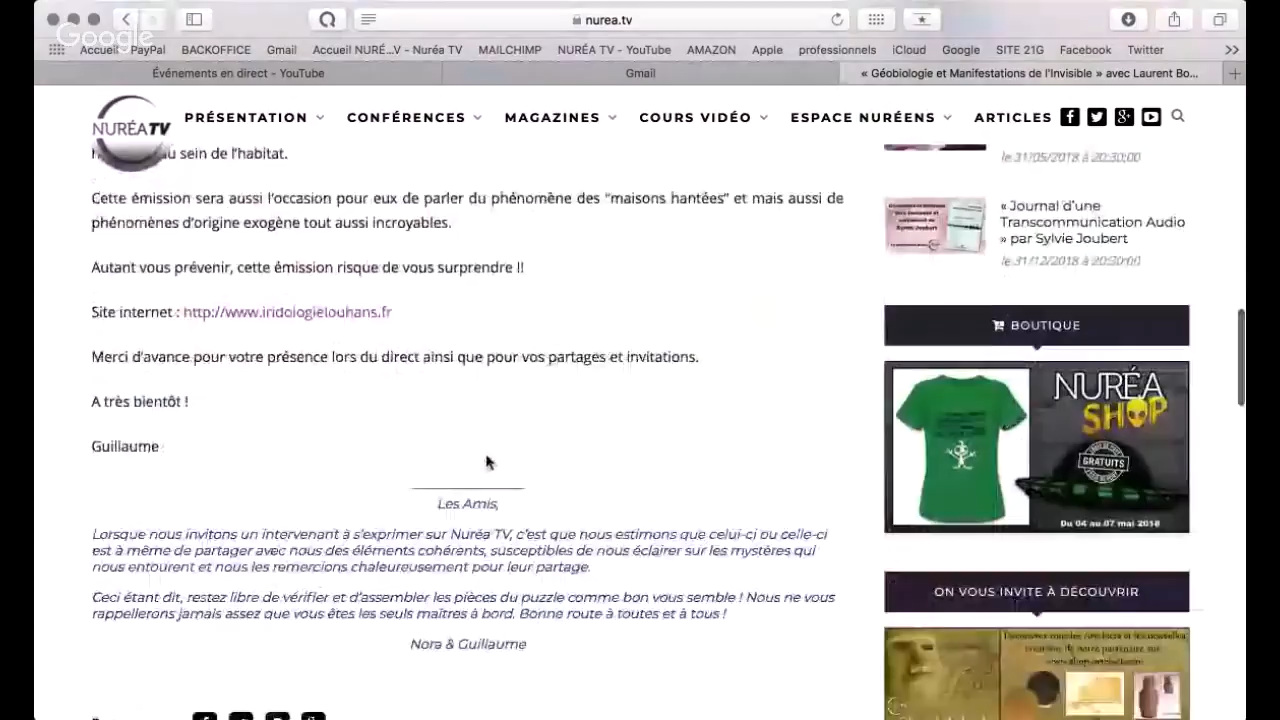 nurea.tv
Google
Accueil PayPal BACKOFFICE Gmail Accueil NURÉ...V - Nuréa TV MAILCHIMP NURÉA TV - YouTube AMAZON Apple professionnels iCloud Google SITE 21G Facebook Twitter
Événements en direct - YouTube
Gmail
« Géobiologie et Manifestations de l'Invisible » avec Laurent Bo...
NURÉATV
PRÉSENTATION CONFÉRENCES MAGAZINES COURS VIDÉO ESPACE NURÉENS ARTICLES
au sein de l'habitat.
Cette émission sera aussi l'occasion pour eux de parler du phénomène des "maisons hantées" et mais aussi de
phénomènes d'origine exogène tout aussi incroyables.
Autant vous prévenir, cette émission risque de vous surprendre !!
Site internet : http://www.iridologielouhans.fr
Merci d'avance pour votre présence lors du direct ainsi que pour vos partages et invitations.
A très bientôt !
Guillaume
Les Amis,
Lorsque nous invitons un intervenant à s'exprimer sur Nuréa TV, c'est que nous estimons que celui-ci ou celle-ci
est à même de partager avec nous des éléments cohérents, susceptibles de nous éclairer sur les mystères qui
nous entourent et nous les remercions chaleureusement pour leur partage.
Ceci étant dit, restez libre de vérifier et d'assembler les pièces du puzzle comme bon vous semble ! Nous ne vous
rappellerons jamais assez que vous êtes les seuls maîtres à bord. Bonne route à toutes et à tous !
Nora & Guillaume
le 31/05/2018 à 20:30:00
« Journal d'une
Transcommunication Audio
» par Sylvie Joubert
le 31/12/2018 à 20:30:00
BOUTIQUE
NURÉA
SHOP
GRATUITS
Du 04 au 07 mai 2018
ON VOUS INVITE À DÉCOUVRIR